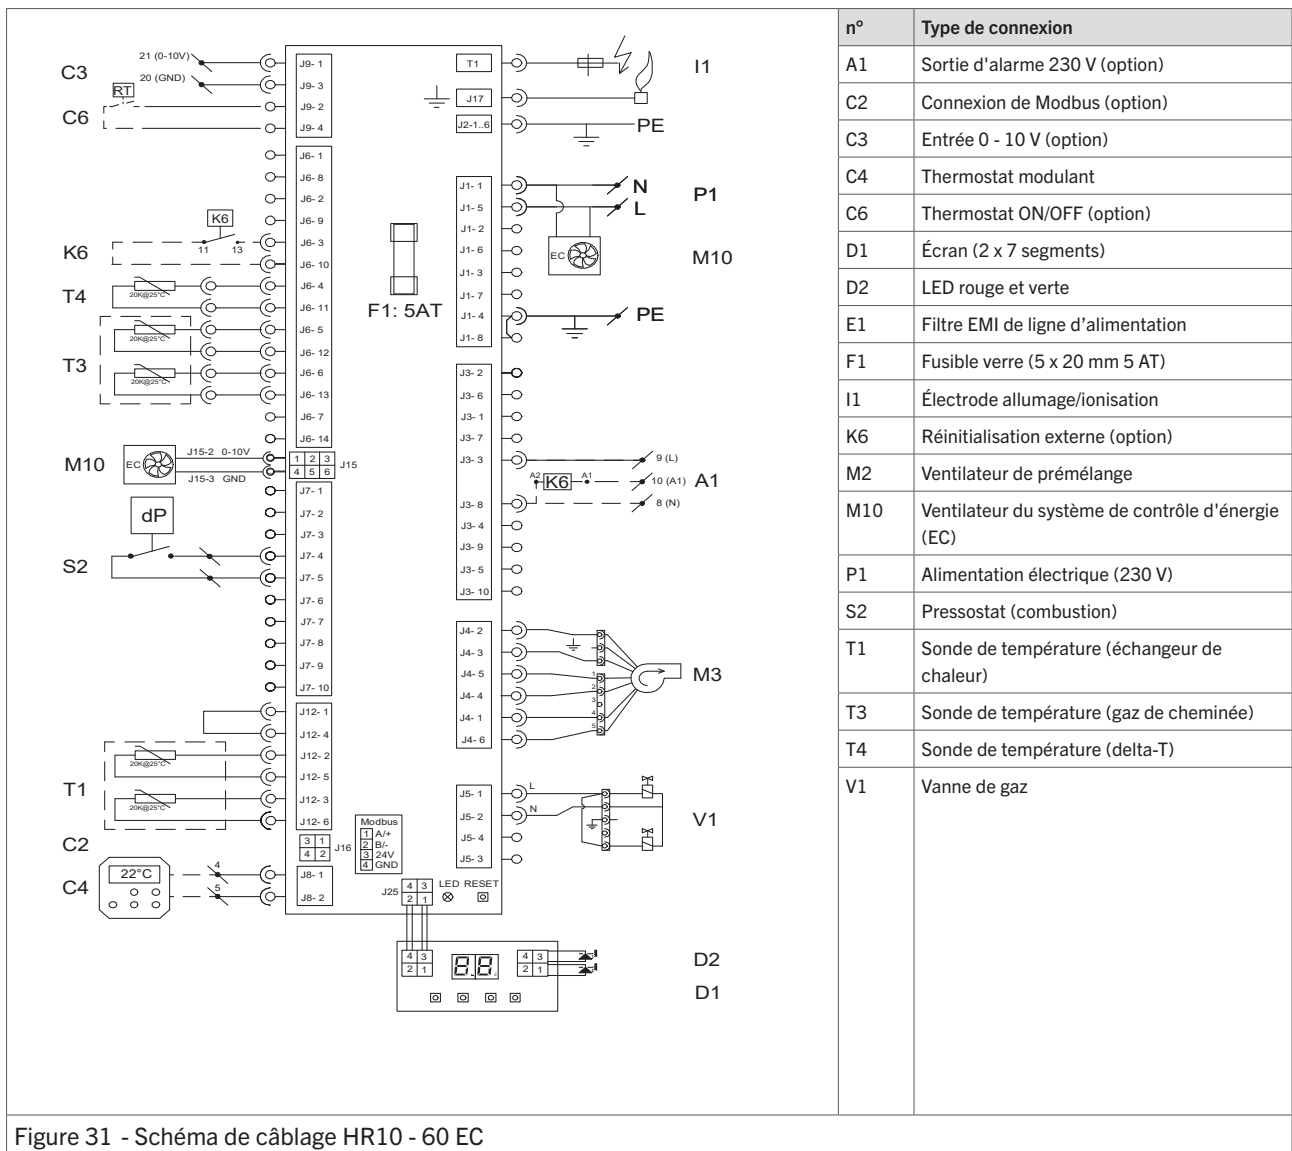 C3
21 (0-10V)
20 (GND)
J9- 1
J9- 3
C6
RT
J9- 2
J9- 4
J6- 1
J6- 8
J6- 2
J6- 9
K6
K6
11 13
J6- 3
J6- 10
T4
20K@25°C
J6- 4
J6- 11
T3
20K@25°C
J6- 5
J6- 12
20K@25°C
J6- 6
J6- 13
J6- 7
J6- 14
M10
EC
J15-2 0-10V
J15-3 GND
1 2 3
4 5 6
J15
J7- 1
J7- 2
J7- 3
dP
S2
J7- 4
J7- 5
J7- 6
J7- 7
J7- 8
J7- 9
J7- 10
J12- 1
J12- 4
T1
20K@25°C
J12- 2
J12- 5
20K@25°C
J12- 3
J12- 6
C2
3 1
4 2
J16
Modbus
1 A/+
2 B/-
3 24V
4 GND
C4
22°C
4
5
J8- 1
J8- 2
F1: 5AT
T1
I1
J17
J2-1..6
PE
J1- 1
N
P1
J1- 5
L
J1- 2
J1- 6
EC
M10
J1- 3
J1- 7
J1- 4
PE
J1- 8
J3- 2
J3- 6
J3- 1
J3- 7
J3- 3
9 (L)
A2 K6 A1
10 (A1)
A1
J3- 8
8 (N)
J3- 4
J3- 9
J3- 5
J3- 10
J4- 2
J4- 3
J4- 5
J4- 4
J4- 1
J4- 6
1
2
3
4
5
M3
J5- 1
L
J5- 2
N
J5- 4
J5- 3
V1
J25
4 3
2 1
LED RESET
4 3
2 1
8.8.
4 3
2 1
D2
D1
n° Type de connexion
A1 Sortie d'alarme 230 V (option)
C2 Connexion de Modbus (option)
C3 Entrée 0 - 10 V (option)
C4 Thermostat modulant
C6 Thermostat ON/OFF (option)
D1 Écran (2 x 7 segments)
D2 LED rouge et verte
E1 Filtre EMI de ligne d’alimentation
F1 Fusible verre (5 x 20 mm 5 AT)
I1 Électrode allumage/ionisation
K6 Réinitialisation externe (option)
M2 Ventilateur de prémélange
M10 Ventilateur du système de contrôle d'énergie
(EC)
P1 Alimentation électrique (230 V)
S2 Pressostat (combustion)
T1 Sonde de température (échangeur de
chaleur)
T3 Sonde de température (gaz de cheminée)
T4 Sonde de température (delta-T)
V1 Vanne de gaz
Figure 31 - Schéma de câblage HR10 - 60 EC